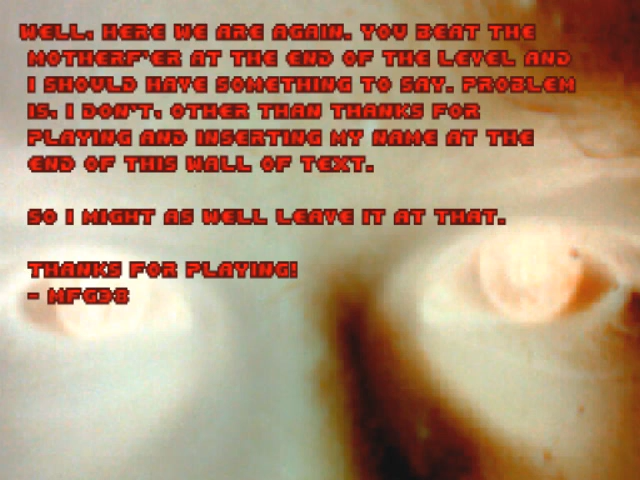 WELL, HERE WE ARE AGAIN. YOU BEAT THE
MOTHERF*ER AT THE END OF THE LEVEL AND
I SHOULD HAVE SOMETHING TO SAY. PROBLEM
IS, I DON'T. OTHER THAN THANKS FOR
PLAYING AND INSERTING MY NAME AT THE
END OF THIS WALL OF TEXT.

SO I MIGHT AS WELL LEAVE IT AT THAT.

THANKS FOR PLAYING!
- MFG38